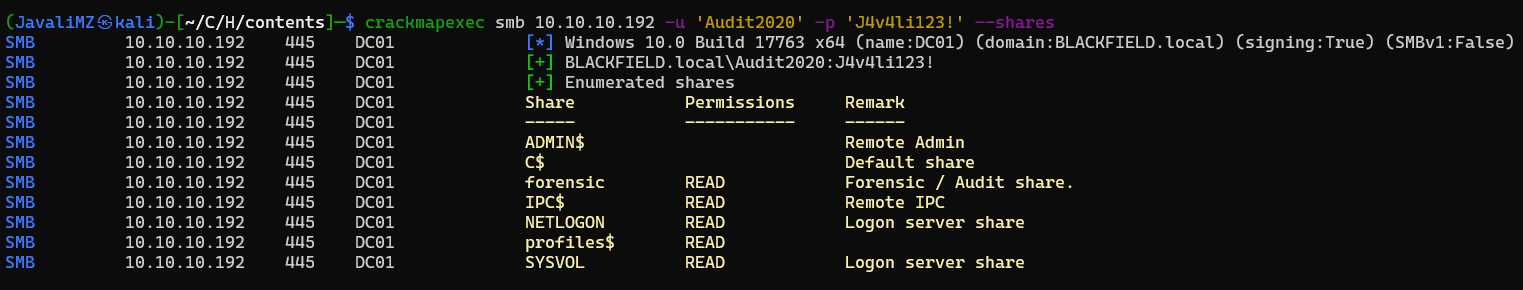 (JavaliMZ㉿kali)-[~/C/H/contents]-$ crackmapexec smb 10.10.10.192 -u 'Audit2020' -p 'J4v4li123!' --shares
SMB 10.10.10.192 445 DC01 [*] Windows 10.0 Build 17763 x64 (name:DC01) (domain:BLACKFIELD.local) (signing:True) (SMBv1:False)
SMB 10.10.10.192 445 DC01 [+] BLACKFIELD.local\Audit2020:J4v4li123!
SMB 10.10.10.192 445 DC01 [+] Enumerated shares
SMB 10.10.10.192 445 DC01 Share Permissions Remark
SMB 10.10.10.192 445 DC01 ----- ----------- ------
SMB 10.10.10.192 445 DC01 ADMIN$ Remote Admin
SMB 10.10.10.192 445 DC01 C$ Default share
SMB 10.10.10.192 445 DC01 forensic READ Forensic / Audit share.
SMB 10.10.10.192 445 DC01 IPC$ READ Remote IPC
SMB 10.10.10.192 445 DC01 NETLOGON READ Logon server share
SMB 10.10.10.192 445 DC01 profiles$ READ
SMB 10.10.10.192 445 DC01 SYSVOL READ Logon server share